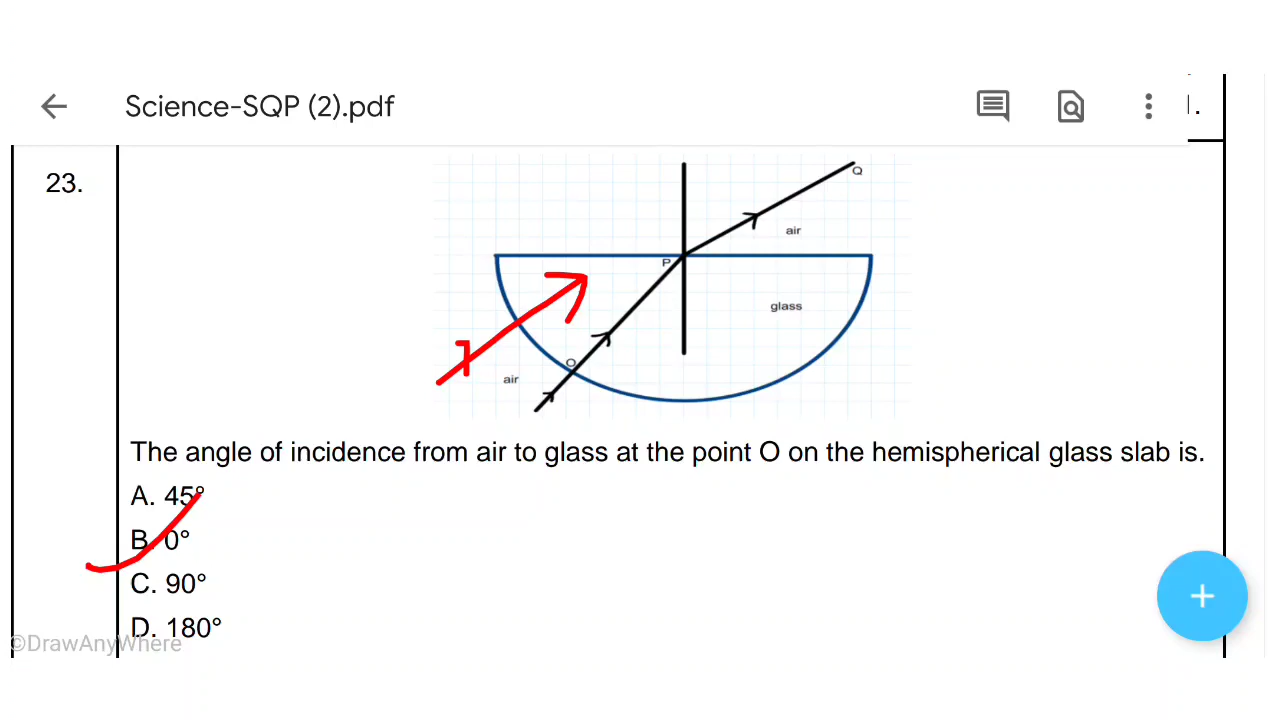 Science-SQP (2).pdf
.
23.
Q
air
P
glass
O
air
The angle of incidence from air to glass at the point O on the hemispherical glass slab is.
A. 45°
B. 0°
C. 90°
D. 180°
©DrawAnyWhere